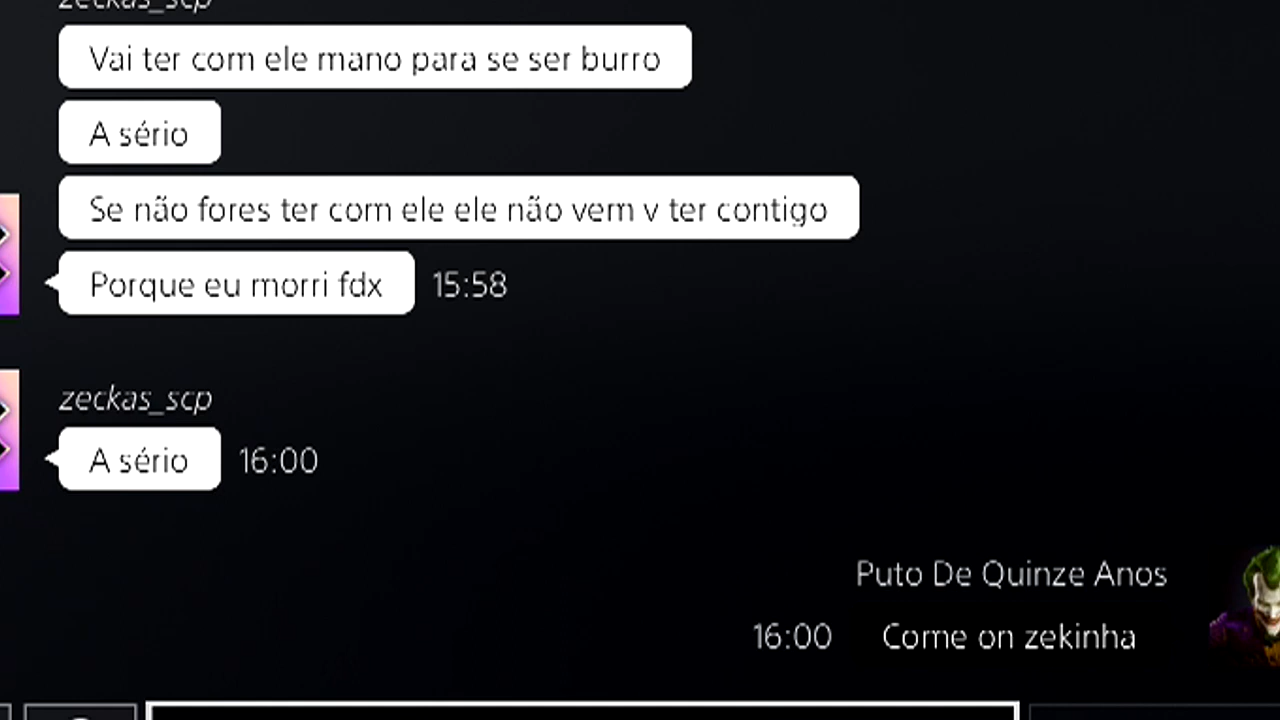 zeckas_scp
Vai ter com ele mano para se ser burro
A sério
Se não fores ter com ele ele não vem v ter contigo
Porque eu morri fdx 15:58
zeckas_scp
A sério 16:00
Puto De Quinze Anos
16:00 Come on zekinha